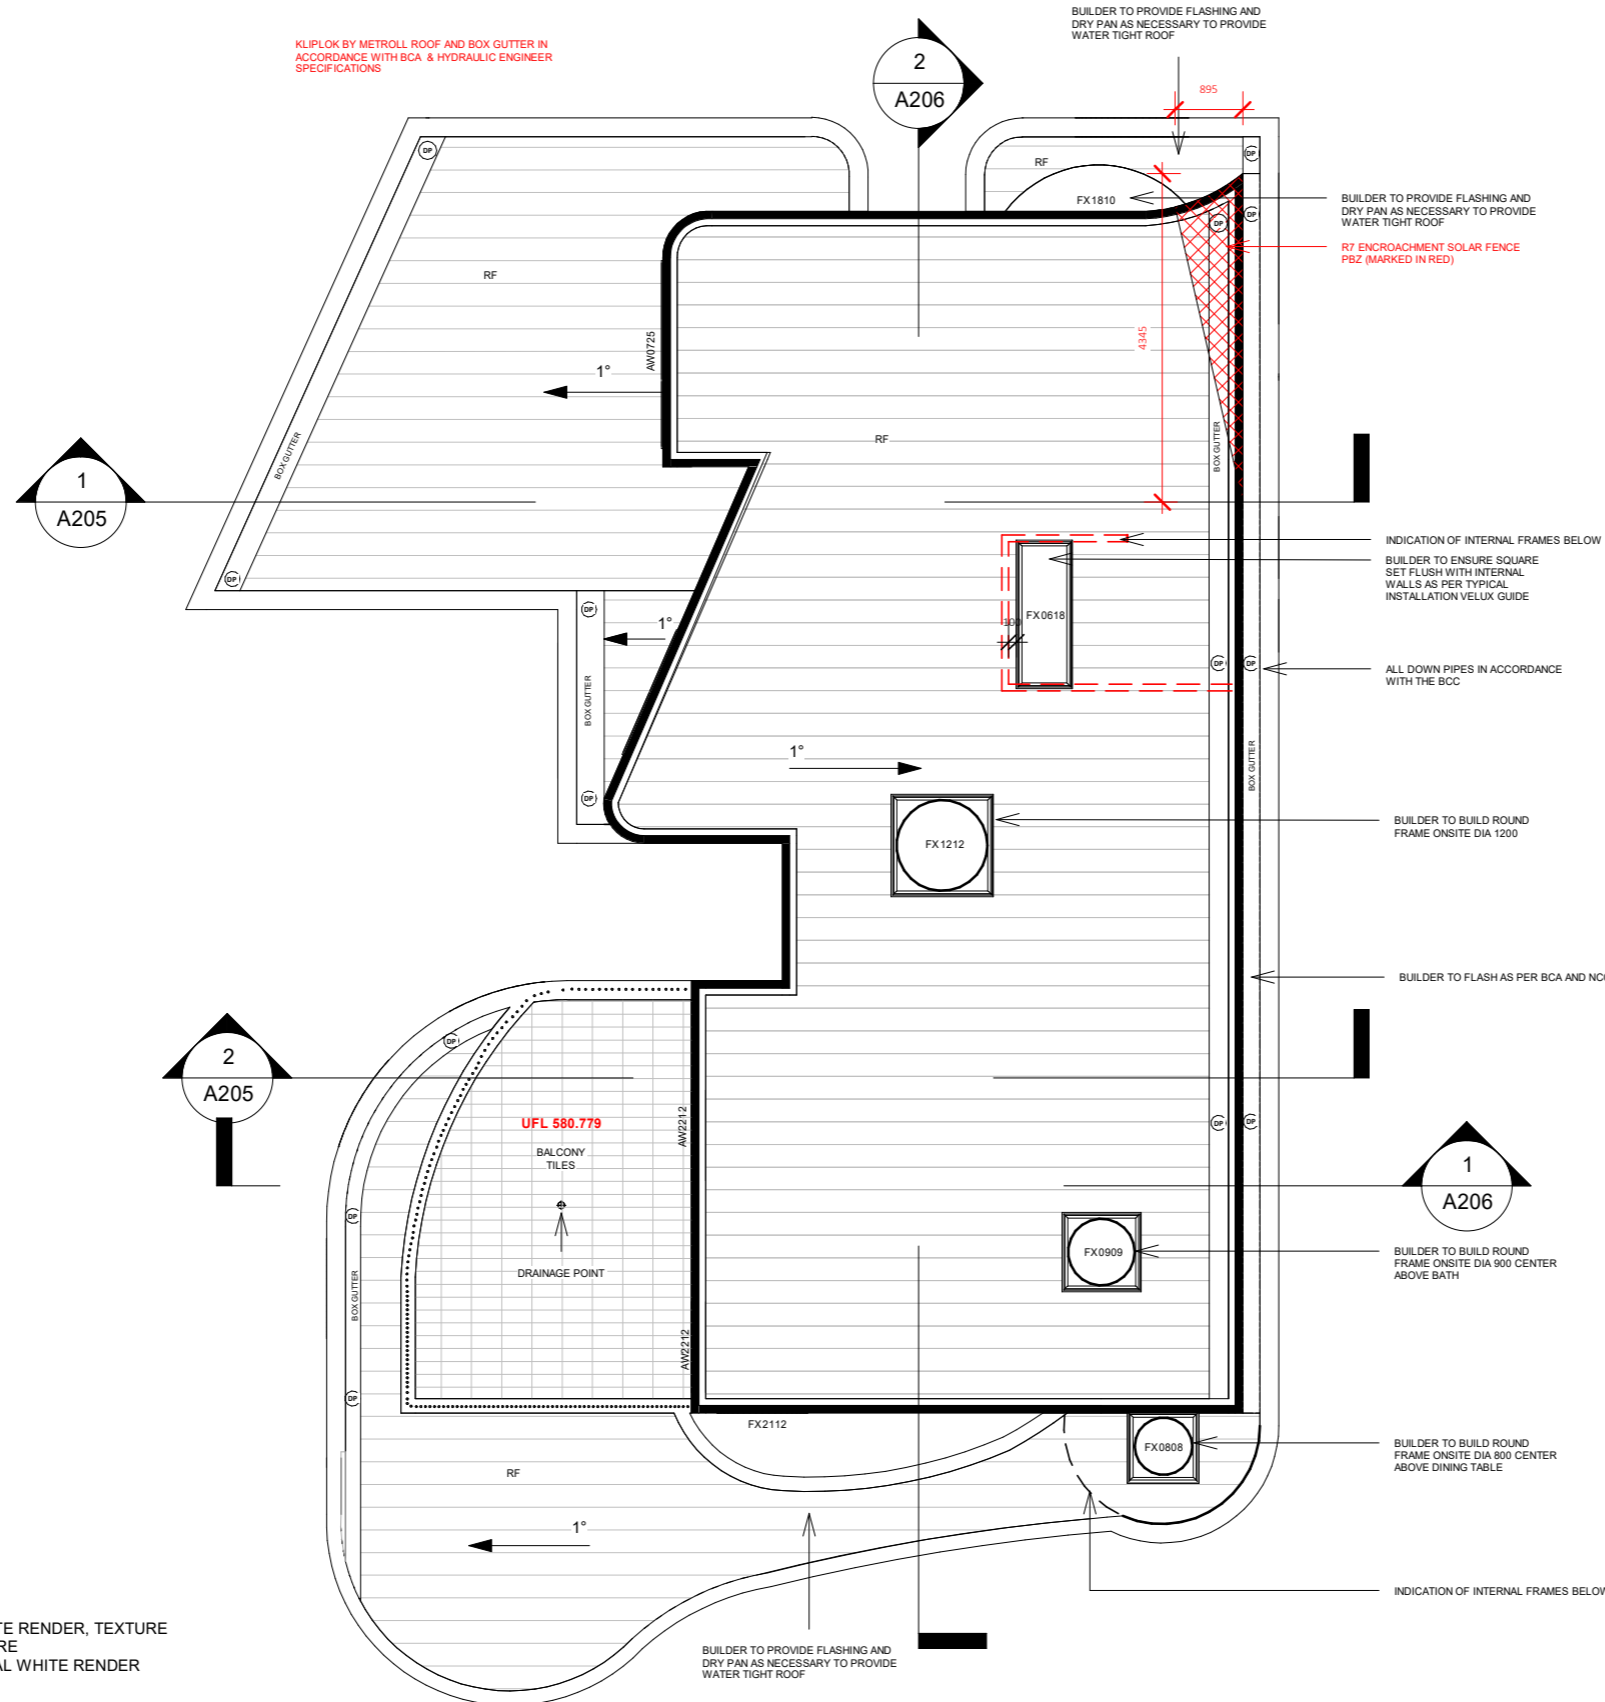 BUILDER TO PROVIDE FLASHING AND
DRY PAN AS NECESSARY TO PROVIDE
WATER TIGHT ROOF
KLIPLOK BY METROLL ROOF AND BOX GUTTER IN
ACCORDANCE WITH BCA & HYDRAULIC ENGINEER
SPECIFICATIONS
2
A206
895
DP
DP
RF
FX1810
BUILDER TO PROVIDE FLASHING AND
DRY PAN AS NECESSARY TO PROVIDE
WATER TIGHT ROOF
DP
DP
R7 ENCROACHMENT SOLAR FENCE
PBZ (MARKED IN RED)
RF
4345
AW0725
1°
RF
BOX GUTTER
BOX GUTTER
1
A205
INDICATION OF INTERNAL FRAMES BELOW
BUILDER TO ENSURE SQUARE
SET FLUSH WITH INTERNAL
WALLS AS PER TYPICAL
INSTALLATION VELUX GUIDE
DP
DP
FX0618
100
1°
DP
DP
ALL DOWN PIPES IN ACCORDANCE
WITH THE BCC
BOX GUTTER
1°
BOX GUTTER
DP
BUILDER TO BUILD ROUND
FRAME ONSITE DIA 1200
FX1212
BUILDER TO FLASH AS PER BCA AND NC
DP
2
A205
UFL 580.779
AW2212
DP
DP
BALCONY
TILES
1
A206
DP
DRAINAGE POINT
FX0909
BUILDER TO BUILD ROUND
FRAME ONSITE DIA 900 CENTER
ABOVE BATH
BOX GUTTER
AW2212
DP
FX2112
FX0808
BUILDER TO BUILD ROUND
FRAME ONSITE DIA 800 CENTER
ABOVE DINING TABLE
RF
1°
INDICATION OF INTERNAL FRAMES BELOW
TE RENDER, TEXTURE
RE
AL WHITE RENDER
BUILDER TO PROVIDE FLASHING AND
DRY PAN AS NECESSARY TO PROVIDE
WATER TIGHT ROOF